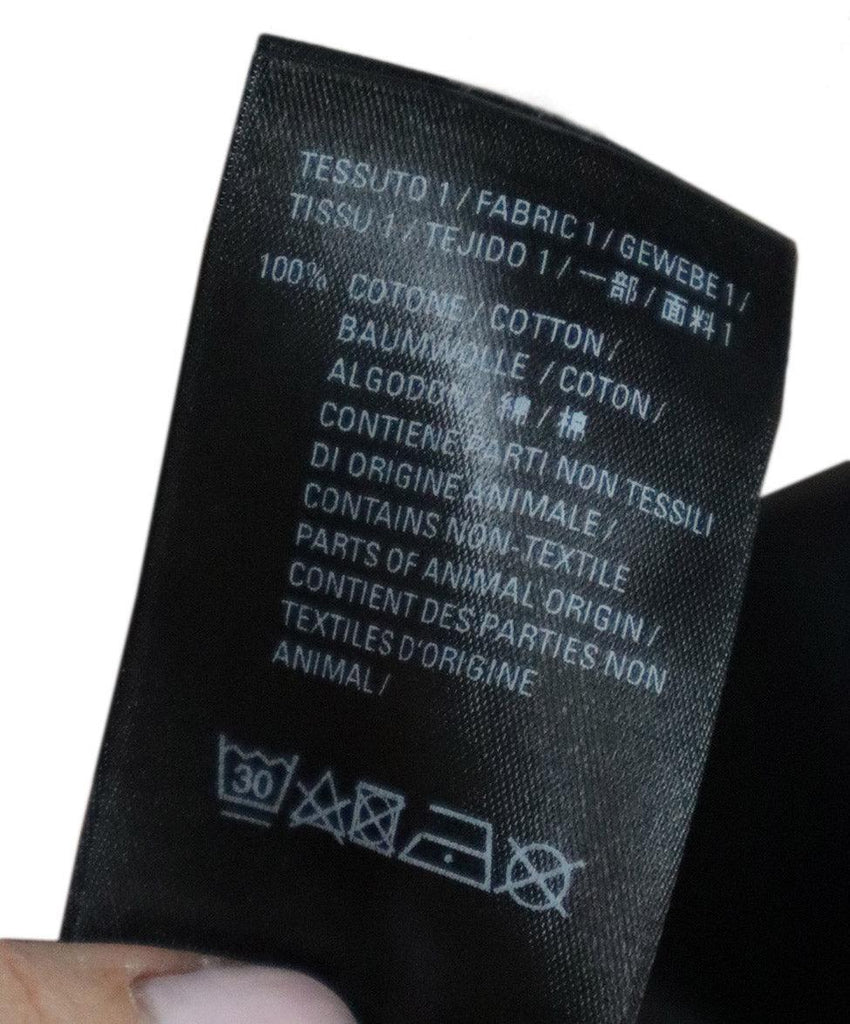 TESSUTO 1 / FABRIC 1 / GEWEBE 1 /
TISSU 1 / TEJIDO 1 / 一部 / 面料 1
100% COTONE / COTTON /
BAUMWOLLE / COTON /
ALGODON / 綿 / 棉
CONTIENE PARTI NON TESSILI
DI ORIGINE ANIMALE /
CONTAINS NON-TEXTILE
PARTS OF ANIMAL ORIGIN /
CONTIENT DES PARTIES NON
TEXTILES D'ORIGINE
ANIMAL /
30